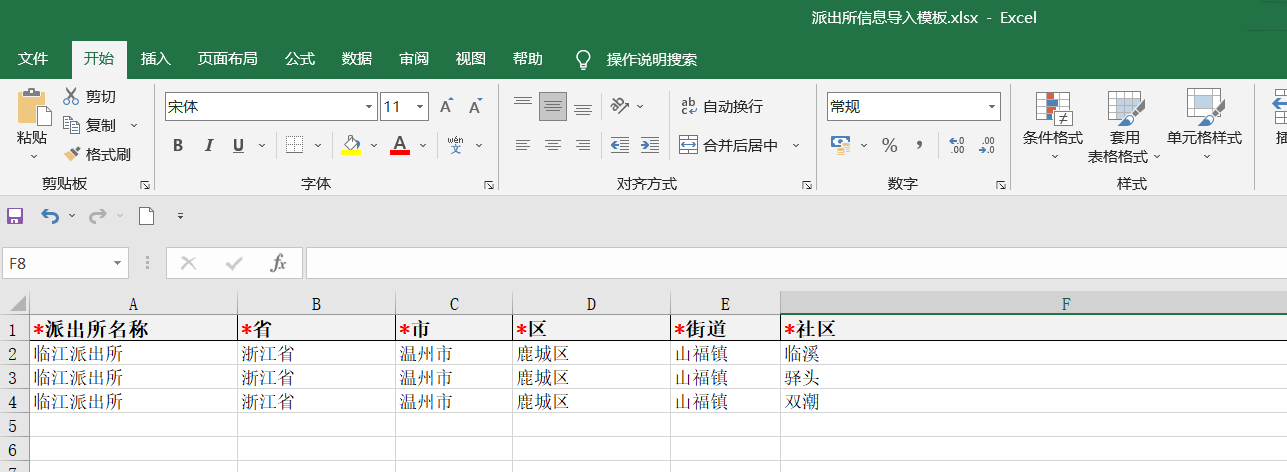 派出所信息导入模板.xlsx - Excel
文件 开始 插入 页面布局 公式 数据 审阅 视图 帮助 操作说明搜索
粘贴 剪切 复制 格式刷
宋体 11 A A
B I U A wén 文
ab 自动换行
合并后居中
常规
% , .00 .00
条件格式 套用 表格格式 单元格样式
剪贴板 字体 对齐方式 数字 样式
F8 fx
A B C D E F
1 *派出所名称 *省 *市 *区 *街道 *社区
2 临江派出所 浙江省 温州市 鹿城区 山福镇 临溪
3 临江派出所 浙江省 温州市 鹿城区 山福镇 驿头
4 临江派出所 浙江省 温州市 鹿城区 山福镇 双潮
5
6